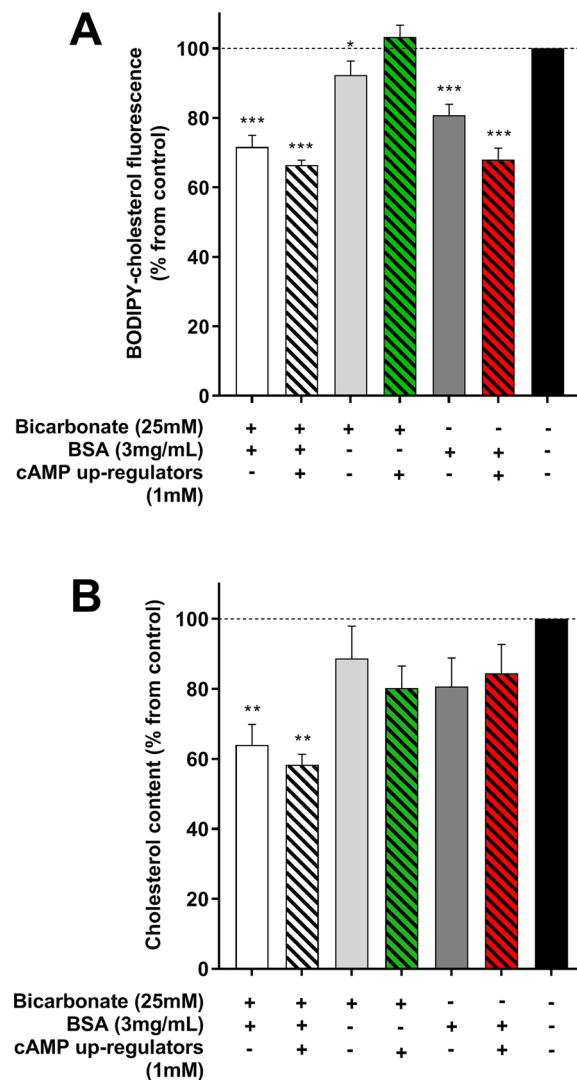 A
BODIPY-cholesterol fluorescence
(% from control)
100
80
60
40
20
0
***
***
*
***
***
Bicarbonate (25mM) + + + + - - -
BSA (3mg/mL) + + - - + + -
cAMP up-regulators - + - + - + -
(1mM)
B
Cholesterol content (% from control)
100
80
60
40
20
0
**
**
Bicarbonate (25mM) + + + + - - -
BSA (3mg/mL) + + - - + + -
cAMP up-regulators - + - + - + -
(1mM)